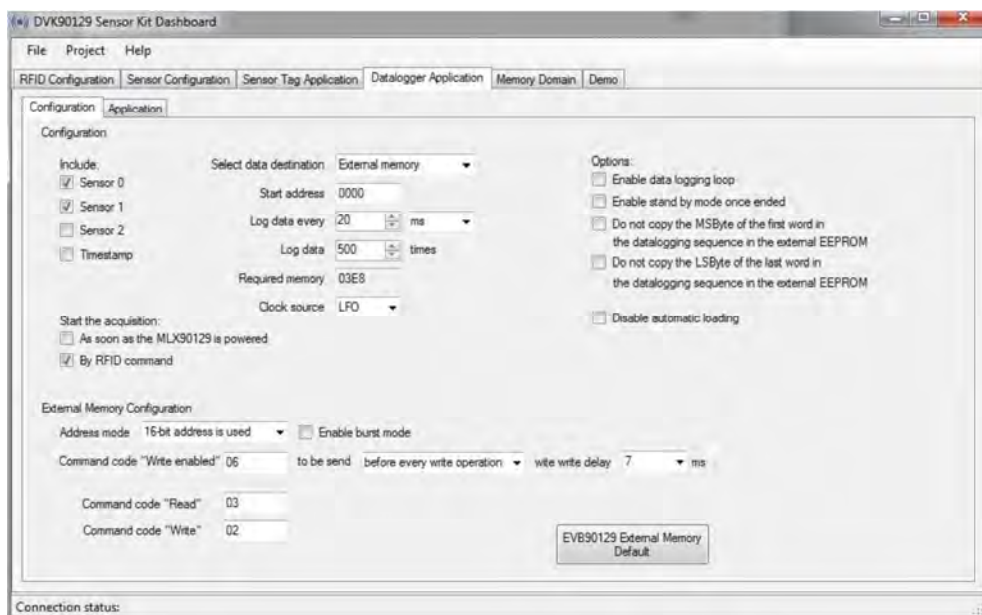 DVK90129 Sensor Kit Dashboard
File Project Help
RFID Configuration Sensor Configuration Sensor Tag Application Datalogger Application Memory Domain Demo
Configuration Application
Configuration
Include:
Sensor 0
Sensor 1
Sensor 2
Timestamp
Select data destination External memory
Start address 0000
Log data every 20 ms
Log data 500 times
Required memory 03E8
Clock source LFO
Options:
Enable data logging loop
Enable stand by mode once ended
Do not copy the MSByte of the first word in
the datalogging sequence in the external EEPROM
Do not copy the LSByte of the last word in
the datalogging sequence in the external EEPROM
Disable automatic loading
Start the acquisition:
As soon as the MLX90129 is powered
By RFID command
External Memory Configuration
Address mode 16-bit address is used Enable burst mode
Command code "Write enabled" 06 to be send before every write operation wite write delay 7 ms
Command code "Read" 03
Command code "Write" 02
EVB90129 External Memory
Default
Connection status: